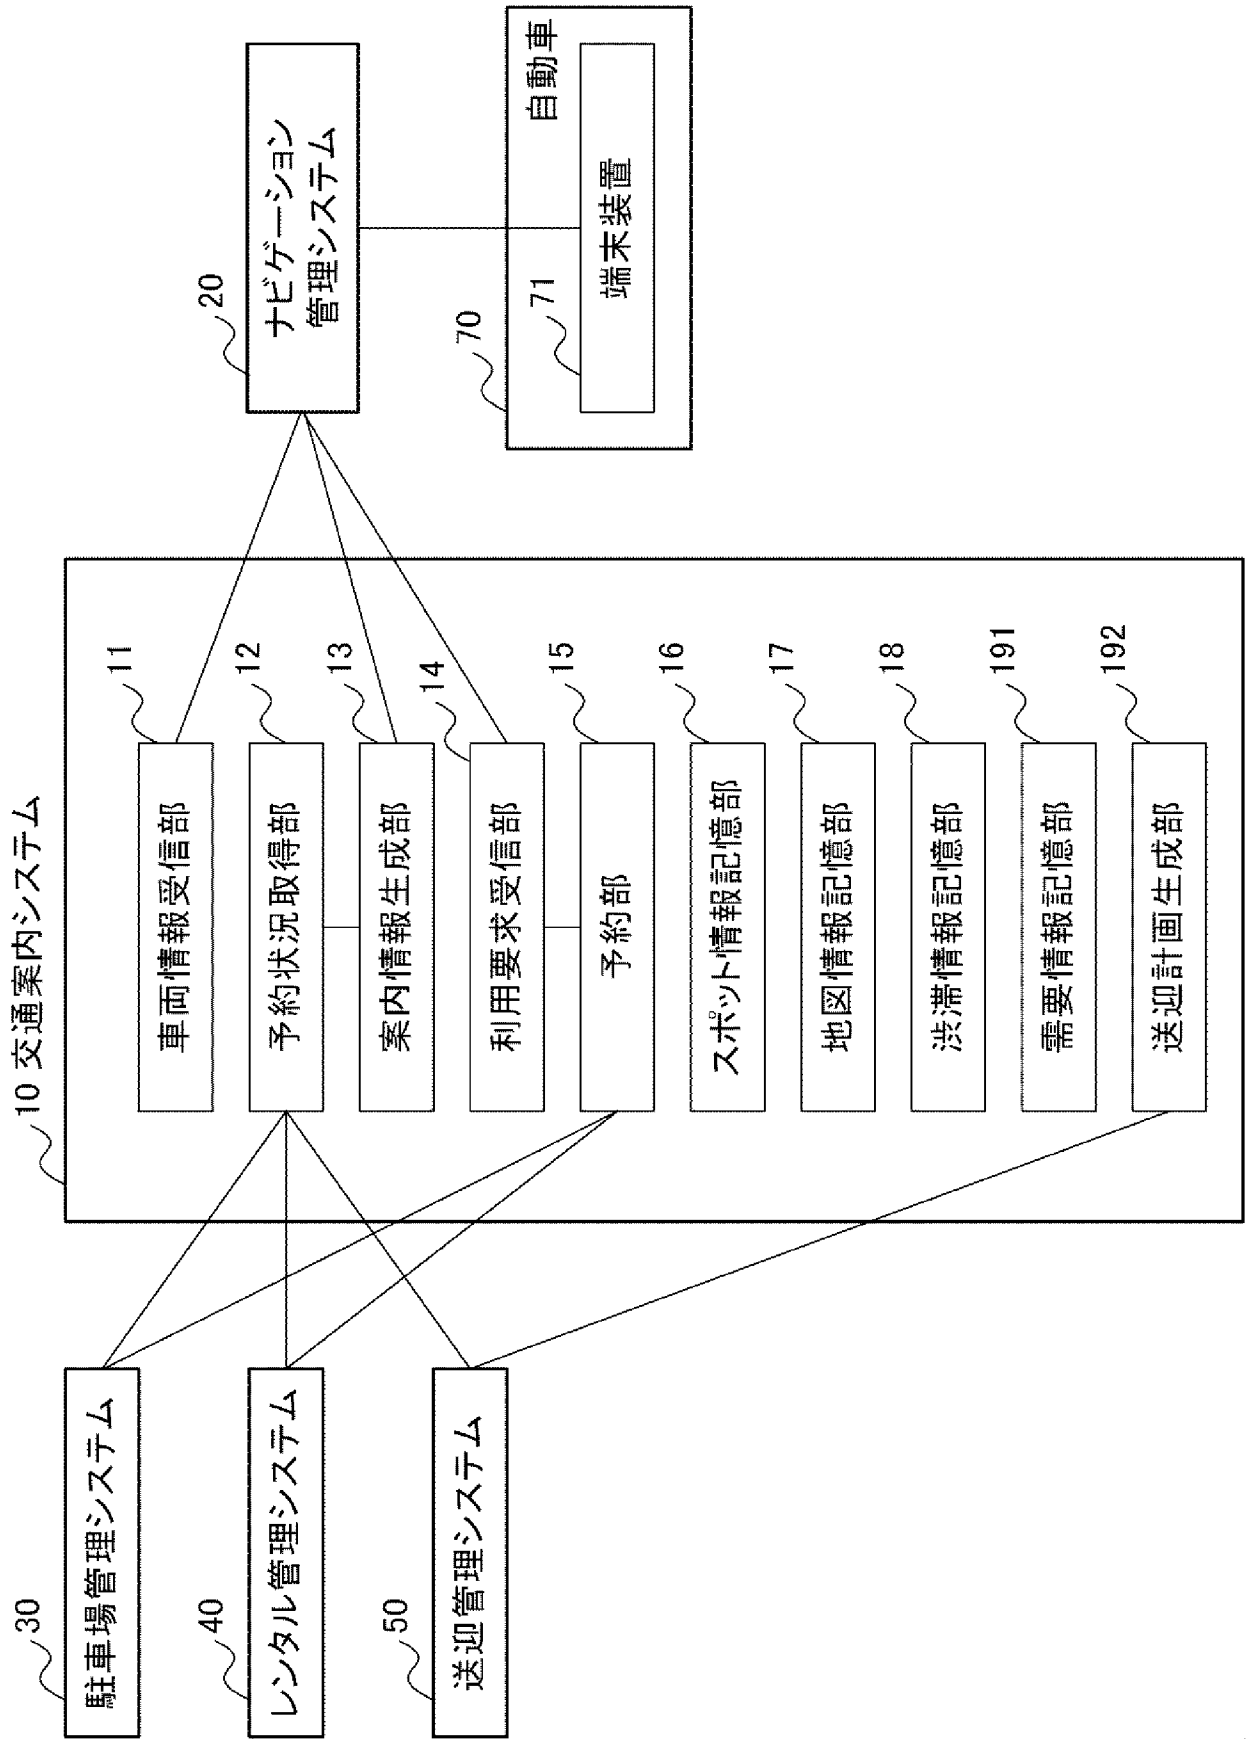 10 交通案内システム
30
駐車場管理システム
40
レンタル管理システム
50
送迎管理システム
11
車両情報受信部
12
予約状況取得部
13
案内情報生成部
14
利用要求受信部
15
予約部
16
スポット情報記憶部
17
地図情報記憶部
18
渋滞情報記憶部
191
需要情報記憶部
192
送迎計画生成部
20
ナビゲーション
管理システム
70
自動車
71
端末装置